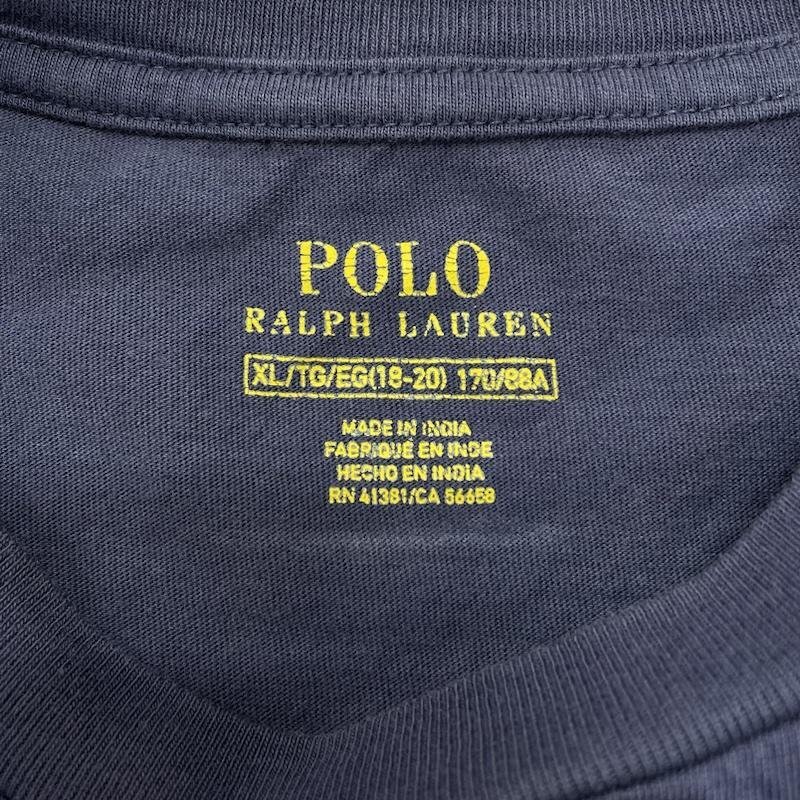 POLO
RALPH LAUREN
XL/TG/EG(18-20) 170/88A
MADE IN INDIA
FABRIQUÉ EN INDE
HECHO EN INDIA
RN 41381/CA 56658